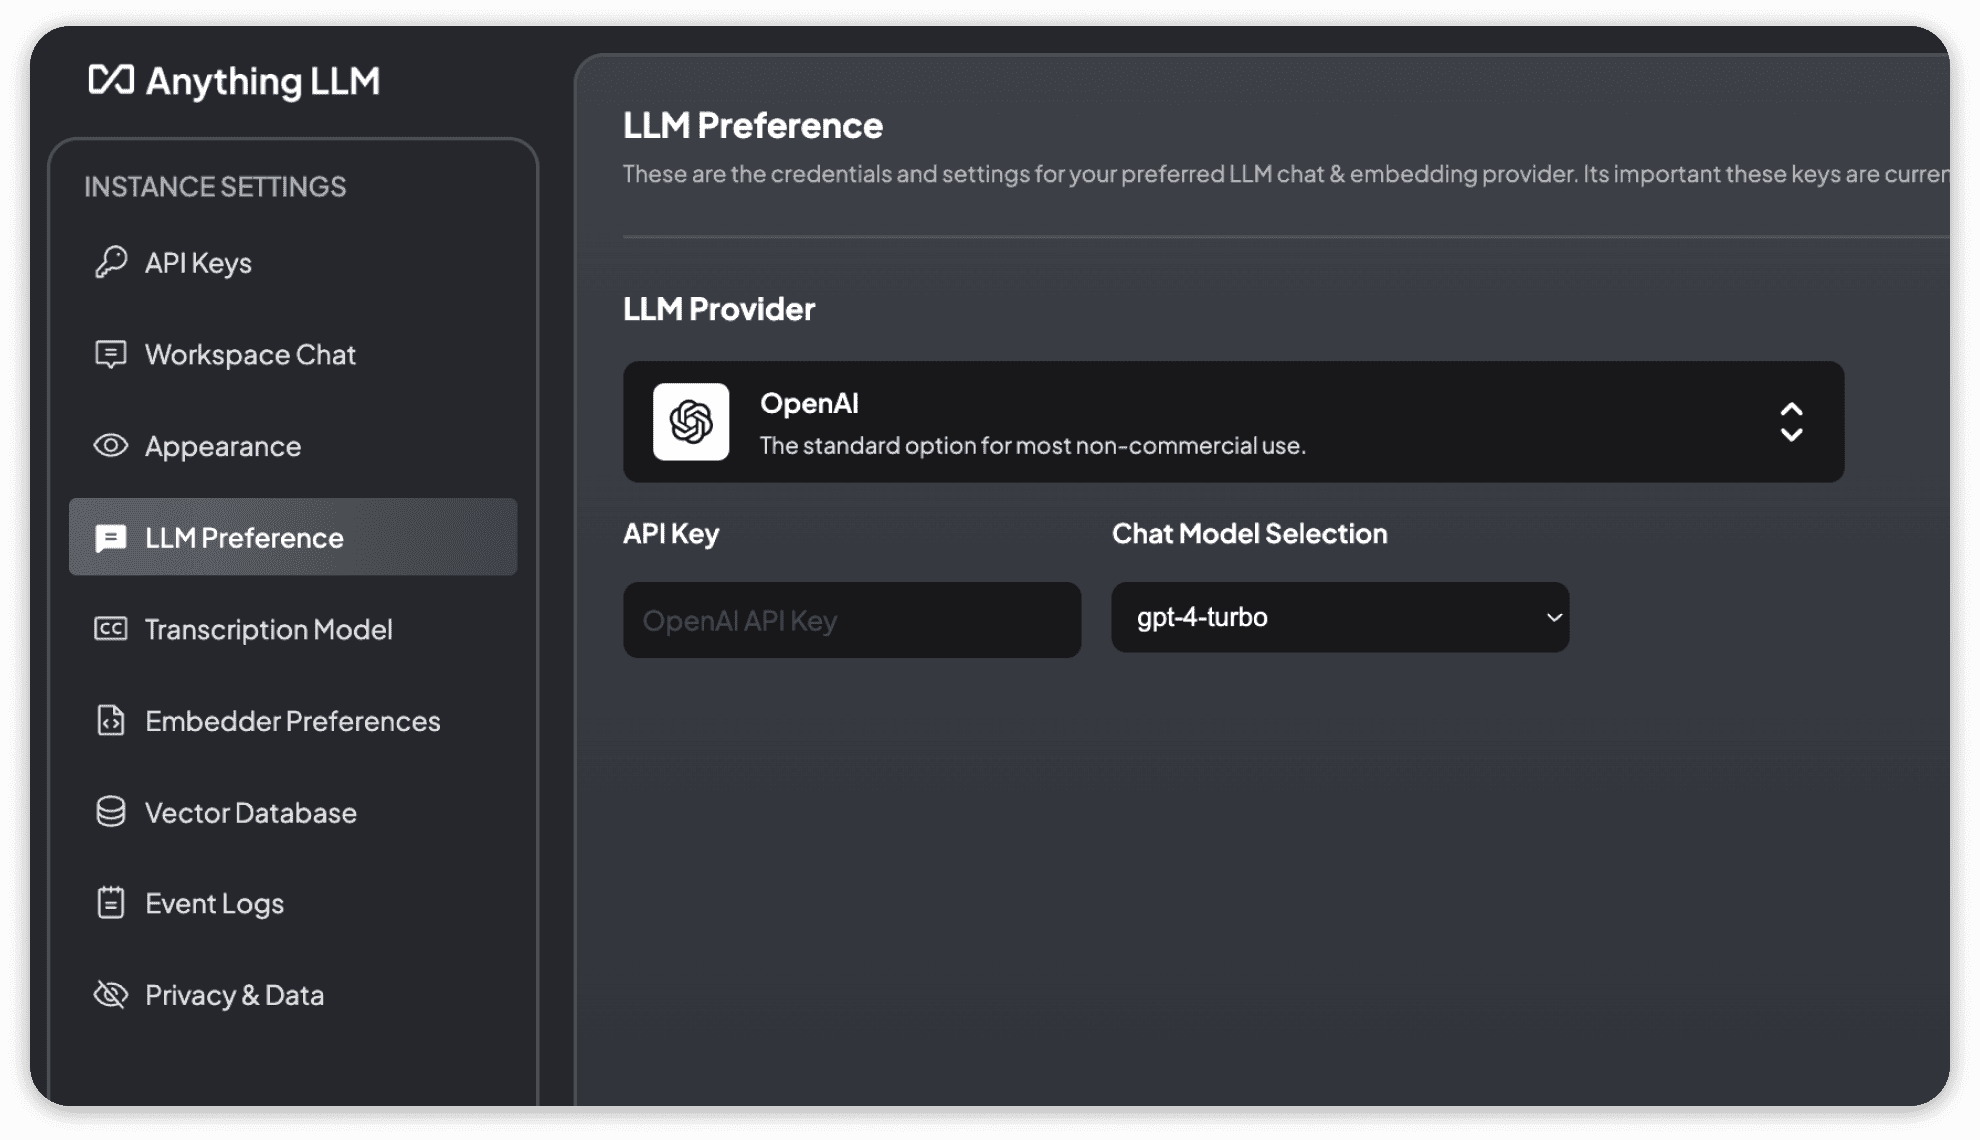 Anything LLM
INSTANCE SETTINGS
API Keys
Workspace Chat
Appearance
LLM Preference
CC Transcription Model
Embedder Preferences
Vector Database
Event Logs
Privacy & Data
LLM Preference
These are the credentials and settings for your preferred LLM chat & embedding provider. Its important these keys are curren
LLM Provider
OpenAI
The standard option for most non-commercial use.
API Key
OpenAI API Key
Chat Model Selection
gpt-4-turbo